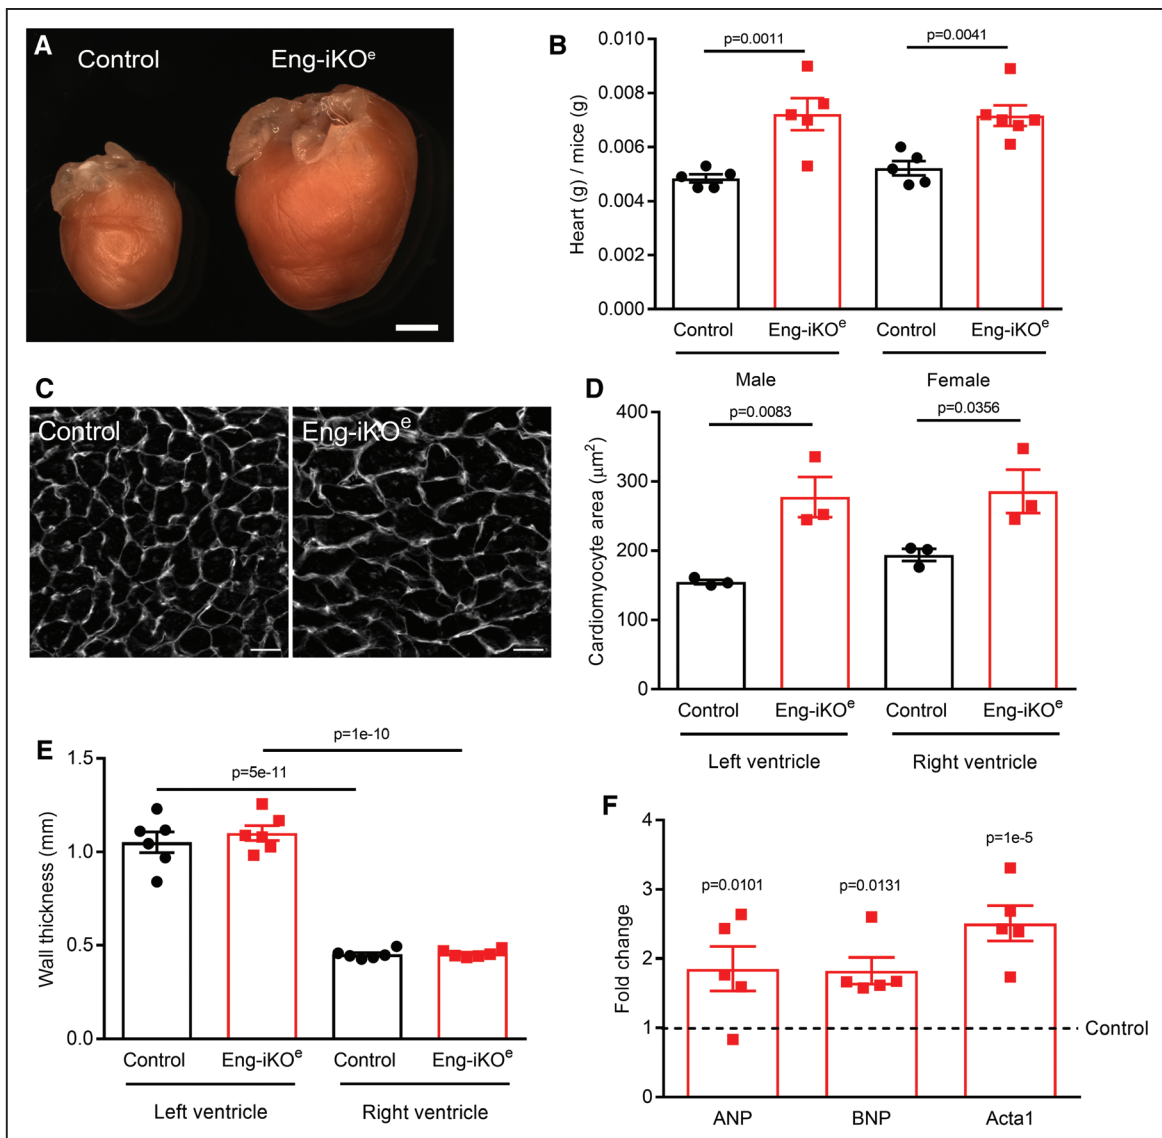 A
Control
Eng-iKOᵉ
B
Heart (g) / mice (g)
0.010
0.008
0.006
0.004
0.002
0.000
p=0.0011
p=0.0041
Control
Eng-iKOᵉ
Control
Eng-iKOᵉ
Male
Female
C
Control
Eng-iKOᵉ
D
Cardiomyocyte area (μm²)
400
300
200
100
0
p=0.0083
p=0.0356
Control
Eng-iKOᵉ
Control
Eng-iKOᵉ
Left ventricle
Right ventricle
E
Wall thickness (mm)
1.5
1.0
0.5
0.0
p=1e-10
p=5e-11
Control
Eng-iKOᵉ
Control
Eng-iKOᵉ
Left ventricle
Right ventricle
F
Fold change
4
3
2
1
0
p=0.0101
p=0.0131
p=1e-5
Control
ANP
BNP
Acta1